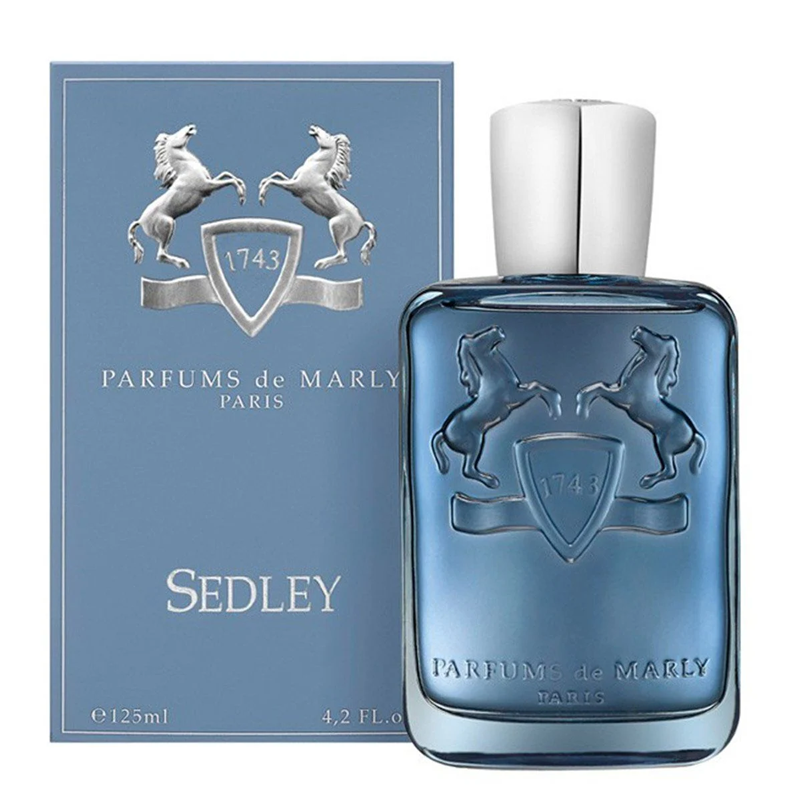 1743
PARFUMS de MARLY
PARIS
SEDLEY
℮125ml
4,2 FL.o
1743
PARFUMS de MARLY
PARIS